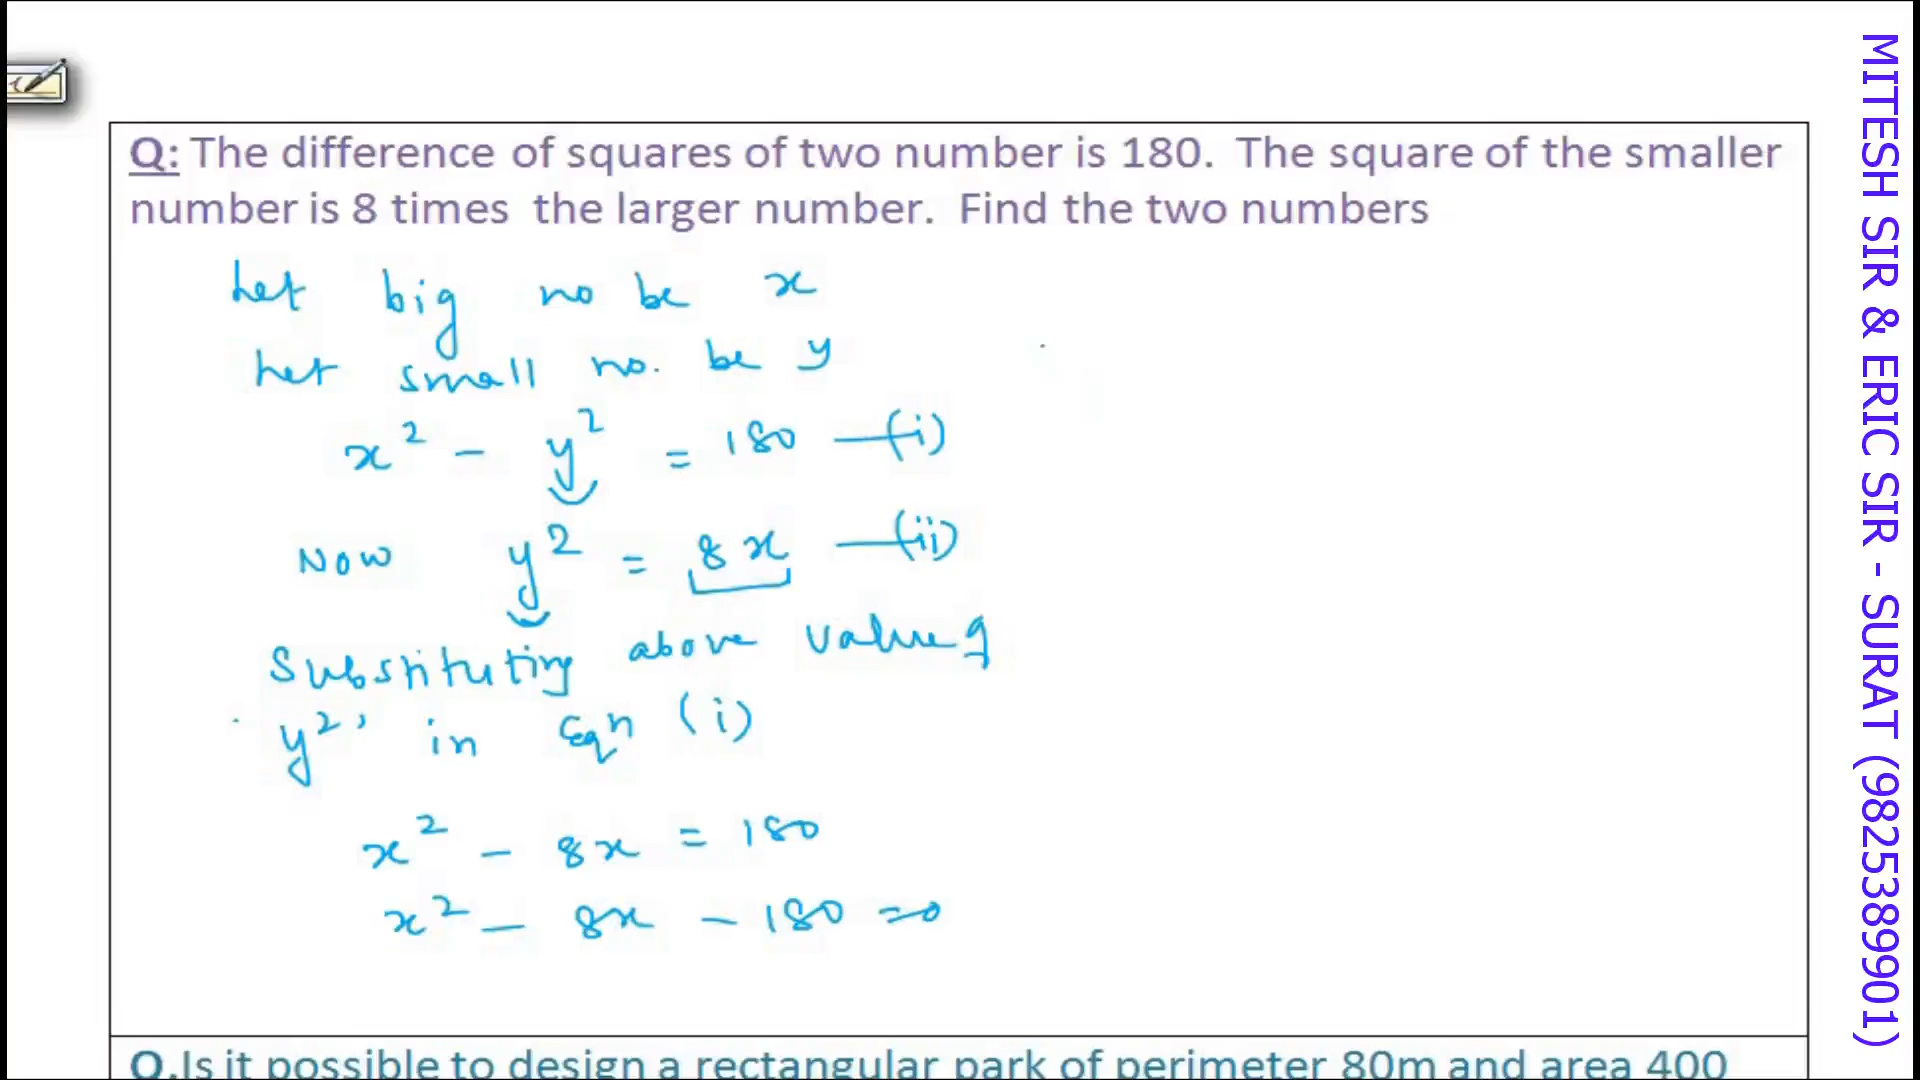 Q: The difference of squares of two number is 180. The square of the smaller
number is 8 times the larger number. Find the two numbers
Let big no be x
Let small no. be y
x² - y² = 180 —(i)
Now y² = 8x —(ii)
Substituting above value of
y²' in Eqn (i)
x² - 8x = 180
x² - 8x - 180 = 0
Q.Is it possible to design a rectangular park of perimeter 80m and area 400
MITESH SIR & ERIC SIR - SURAT (9825389901)